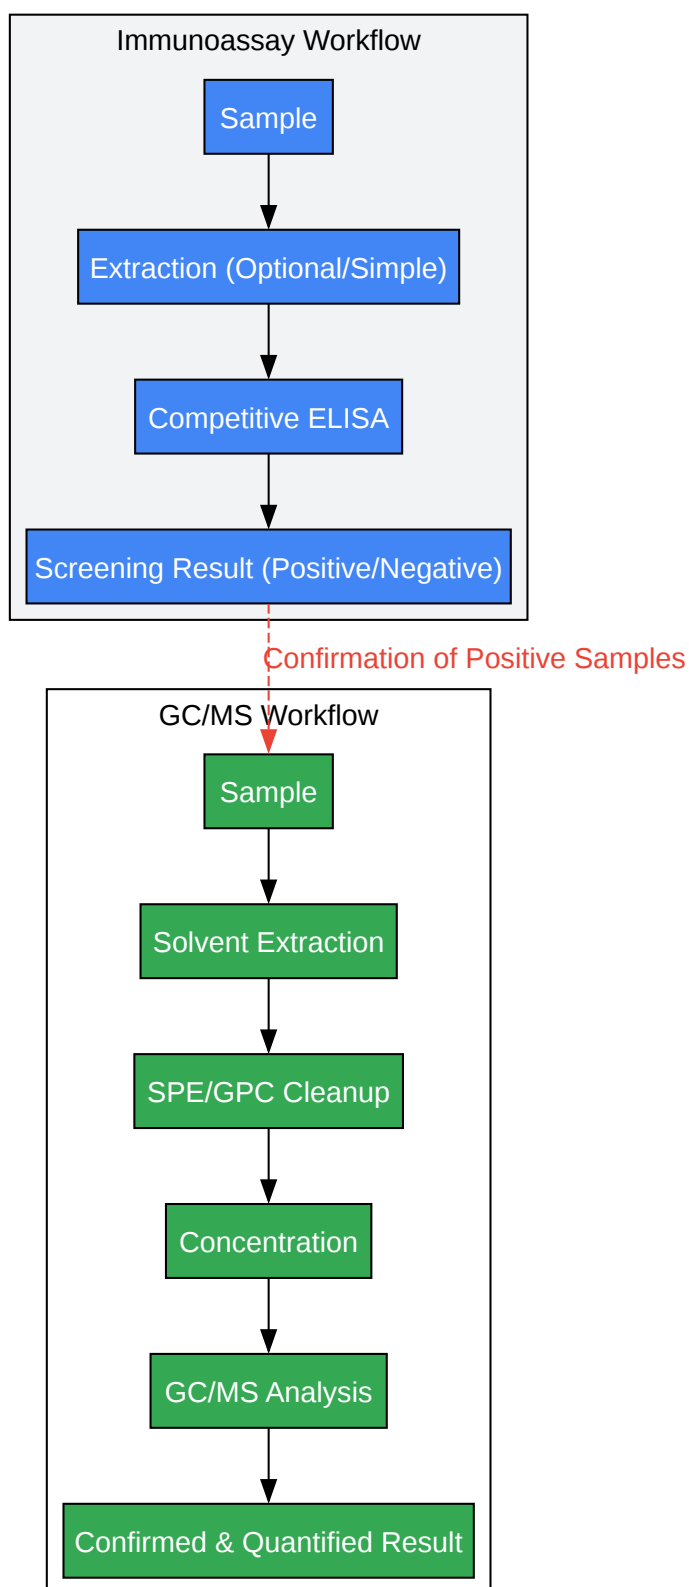 Immunoassay Workflow
Sample
Extraction (Optional/Simple)
Competitive ELISA
Screening Result (Positive/Negative)
Confirmation of Positive Samples
GC/MS Workflow
Sample
Solvent Extraction
SPE/GPC Cleanup
Concentration
GC/MS Analysis
Confirmed & Quantified Result